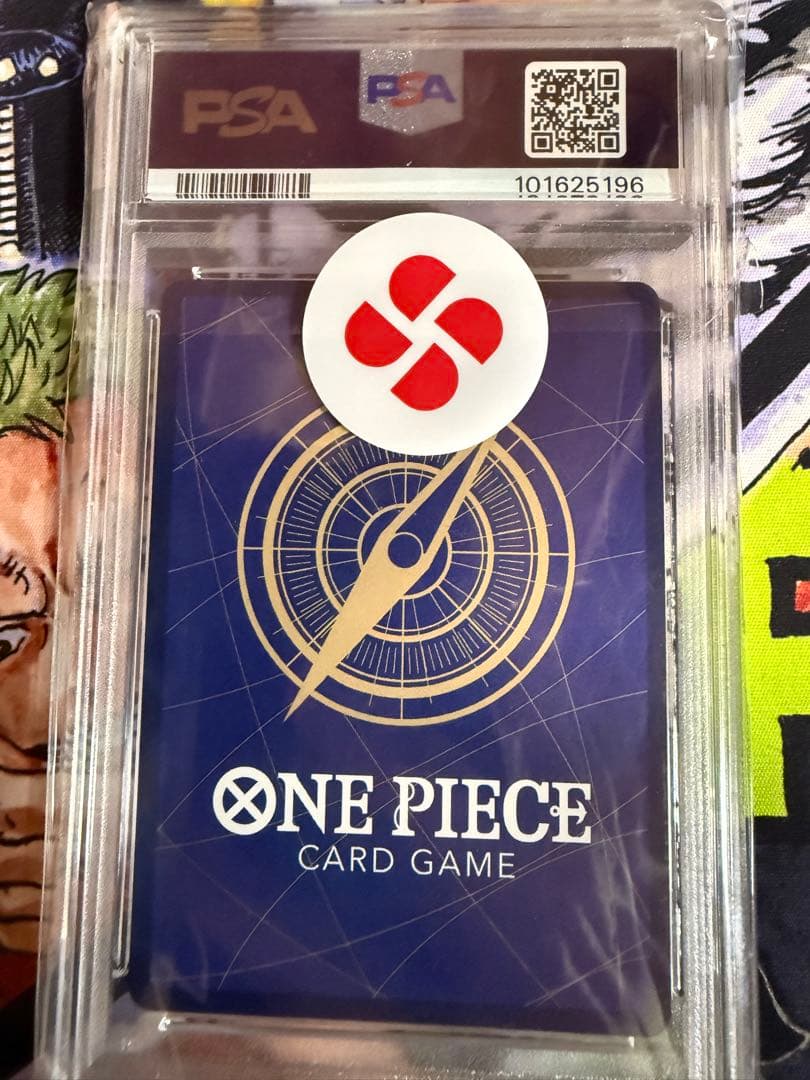 PSA PSA
101625196
ONE PIECE
CARD GAME